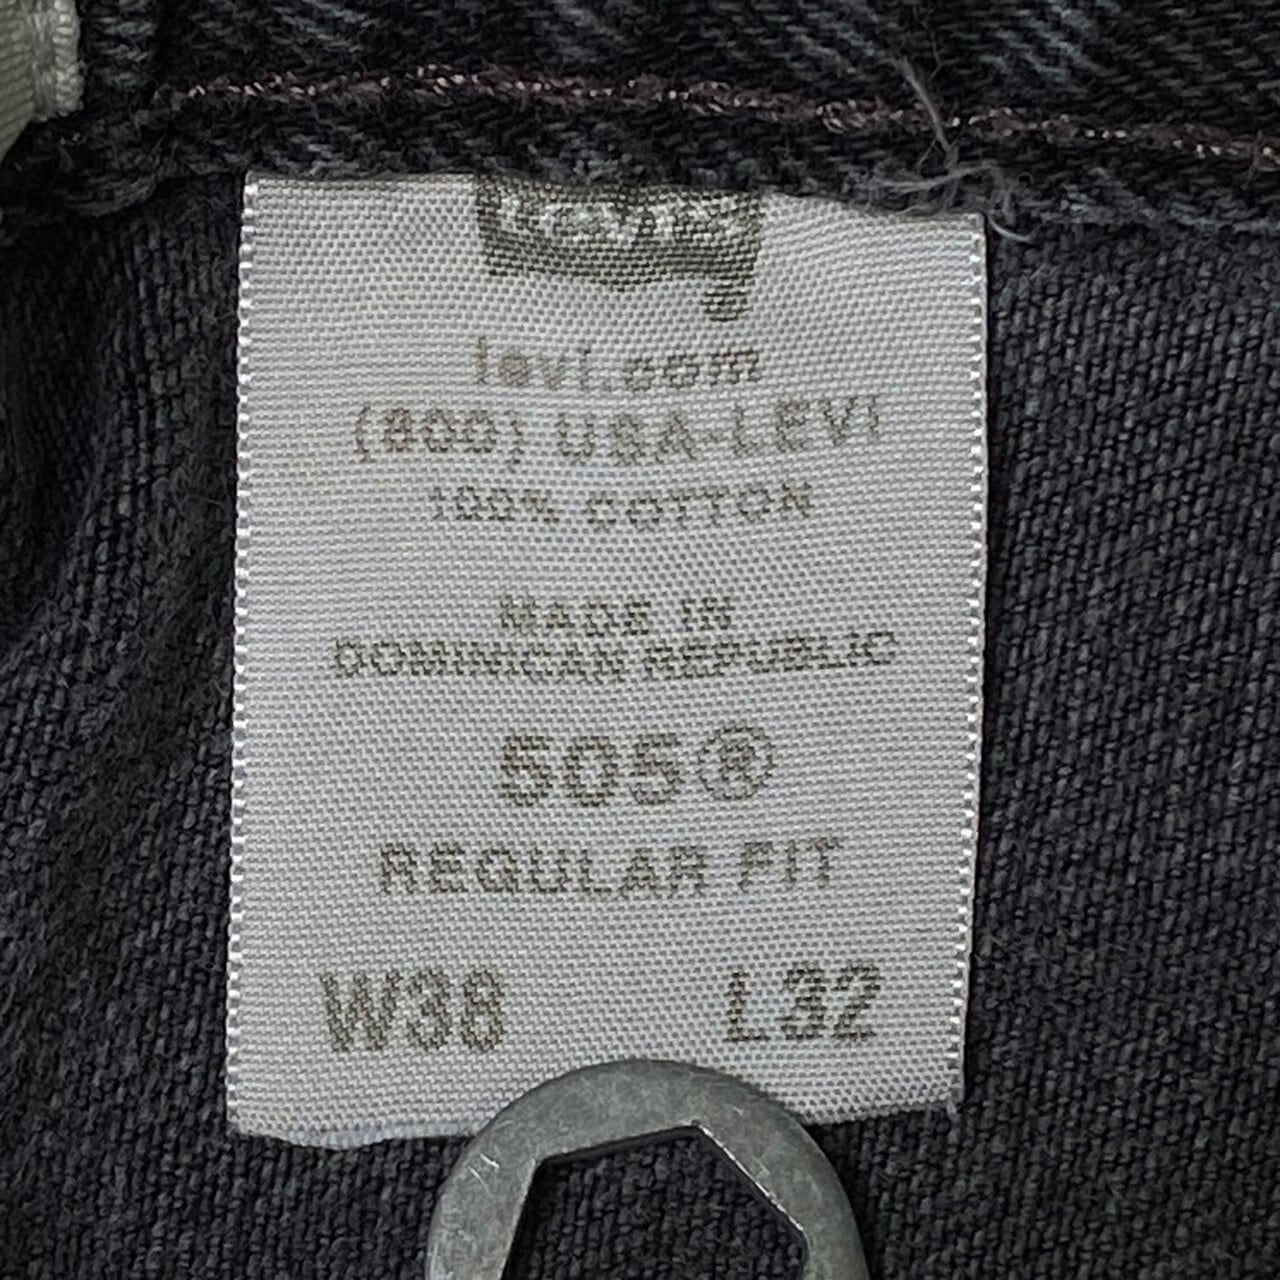 levi.com
(800) USA-LEVI
100% COTTON
MADE IN
DOMINICAN REPUBLIC
505®
REGULAR FIT
W38 L32